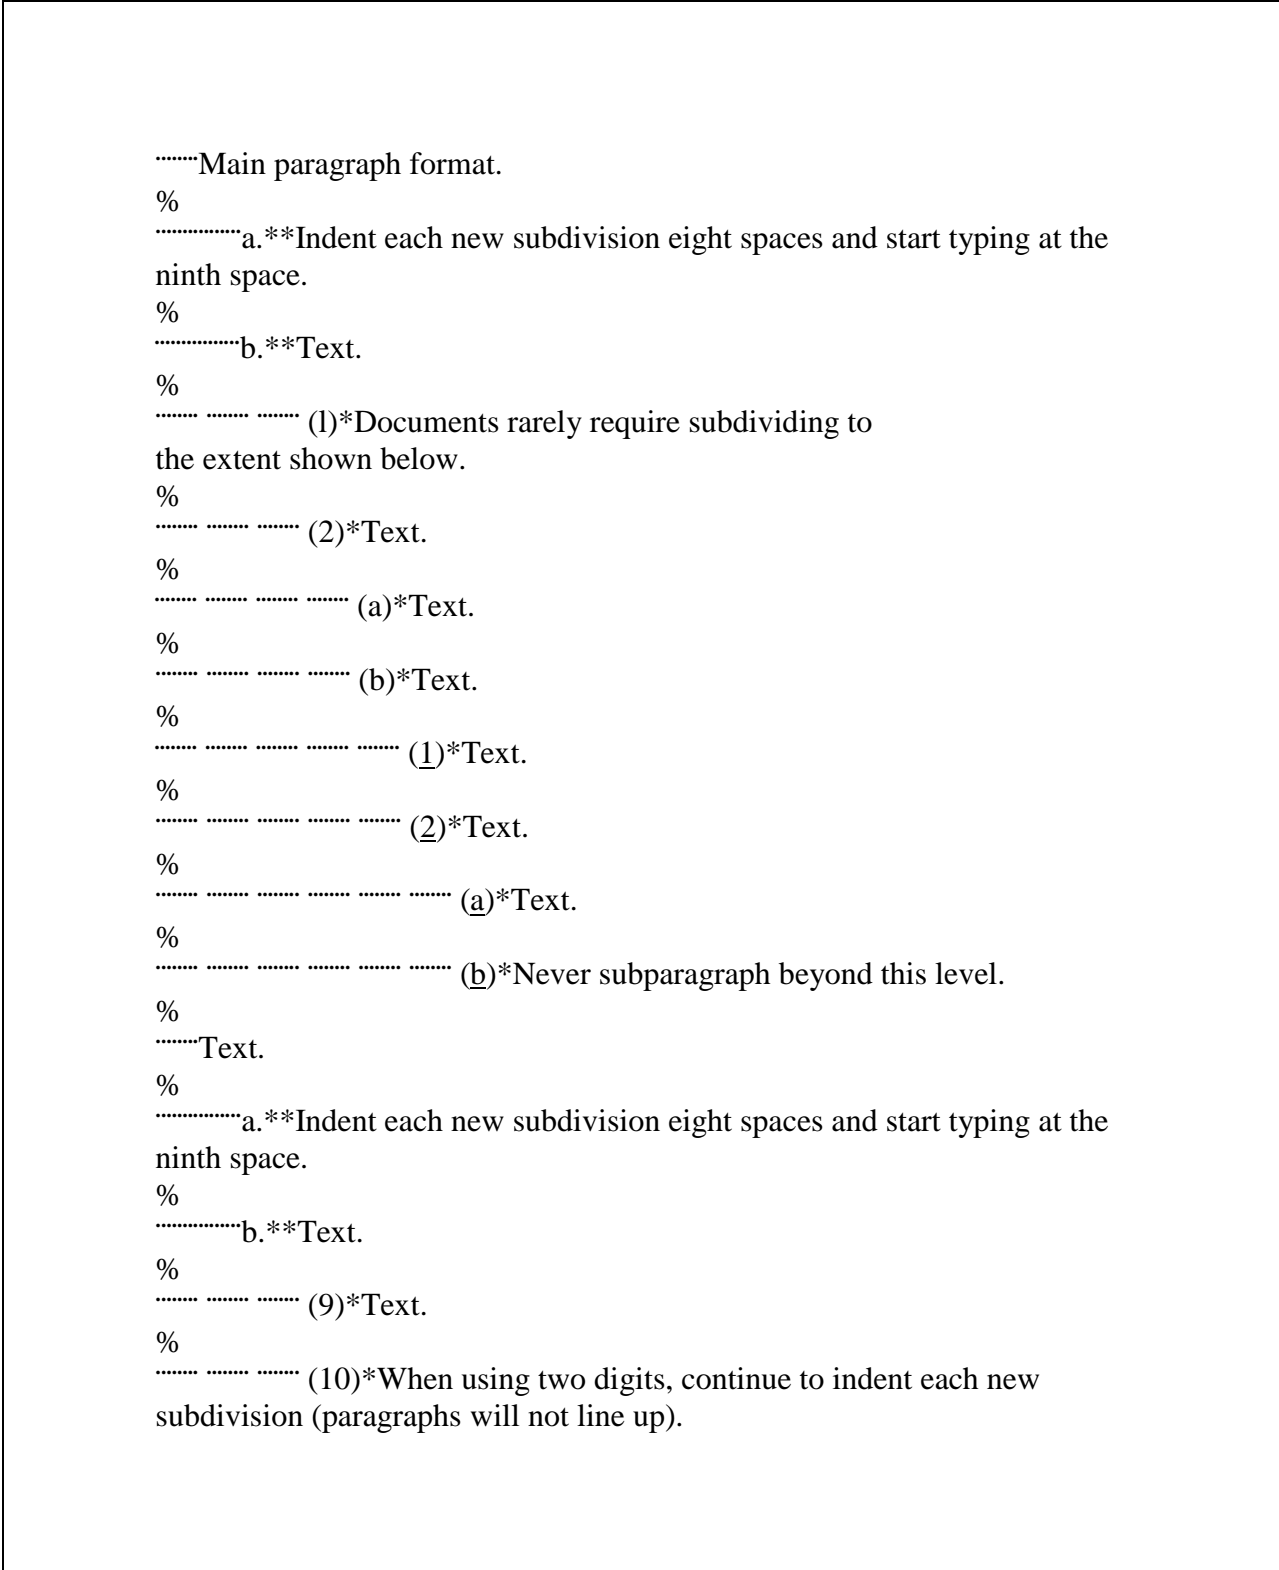 ¨¨¨¨¨¨¨¨Main paragraph format.
%
¨¨¨¨¨¨¨¨¨¨¨¨¨¨¨¨a.**Indent each new subdivision eight spaces and start typing at the
ninth space.
%
¨¨¨¨¨¨¨¨¨¨¨¨¨¨¨¨b.**Text.
%
¨¨¨¨¨¨¨¨ ¨¨¨¨¨¨¨¨ ¨¨¨¨¨¨¨¨ (l)*Documents rarely require subdividing to
the extent shown below.
%
¨¨¨¨¨¨¨¨ ¨¨¨¨¨¨¨¨ ¨¨¨¨¨¨¨¨ (2)*Text.
%
¨¨¨¨¨¨¨¨ ¨¨¨¨¨¨¨¨ ¨¨¨¨¨¨¨¨ ¨¨¨¨¨¨¨¨ (a)*Text.
%
¨¨¨¨¨¨¨¨ ¨¨¨¨¨¨¨¨ ¨¨¨¨¨¨¨¨ ¨¨¨¨¨¨¨¨ (b)*Text.
%
¨¨¨¨¨¨¨¨ ¨¨¨¨¨¨¨¨ ¨¨¨¨¨¨¨¨ ¨¨¨¨¨¨¨¨ ¨¨¨¨¨¨¨¨ (1)*Text.
%
¨¨¨¨¨¨¨¨ ¨¨¨¨¨¨¨¨ ¨¨¨¨¨¨¨¨ ¨¨¨¨¨¨¨¨ ¨¨¨¨¨¨¨¨ (2)*Text.
%
¨¨¨¨¨¨¨¨ ¨¨¨¨¨¨¨¨ ¨¨¨¨¨¨¨¨ ¨¨¨¨¨¨¨¨ ¨¨¨¨¨¨¨¨ ¨¨¨¨¨¨¨¨ (a)*Text.
%
¨¨¨¨¨¨¨¨ ¨¨¨¨¨¨¨¨ ¨¨¨¨¨¨¨¨ ¨¨¨¨¨¨¨¨ ¨¨¨¨¨¨¨¨ ¨¨¨¨¨¨¨¨ (b)*Never subparagraph beyond this level.
%
¨¨¨¨¨¨¨¨Text.
%
¨¨¨¨¨¨¨¨¨¨¨¨¨¨¨¨a.**Indent each new subdivision eight spaces and start typing at the
ninth space.
%
¨¨¨¨¨¨¨¨¨¨¨¨¨¨¨¨b.**Text.
%
¨¨¨¨¨¨¨¨ ¨¨¨¨¨¨¨¨ ¨¨¨¨¨¨¨¨ (9)*Text.
%
¨¨¨¨¨¨¨¨ ¨¨¨¨¨¨¨¨ ¨¨¨¨¨¨¨¨ (10)*When using two digits, continue to indent each new
subdivision (paragraphs will not line up).